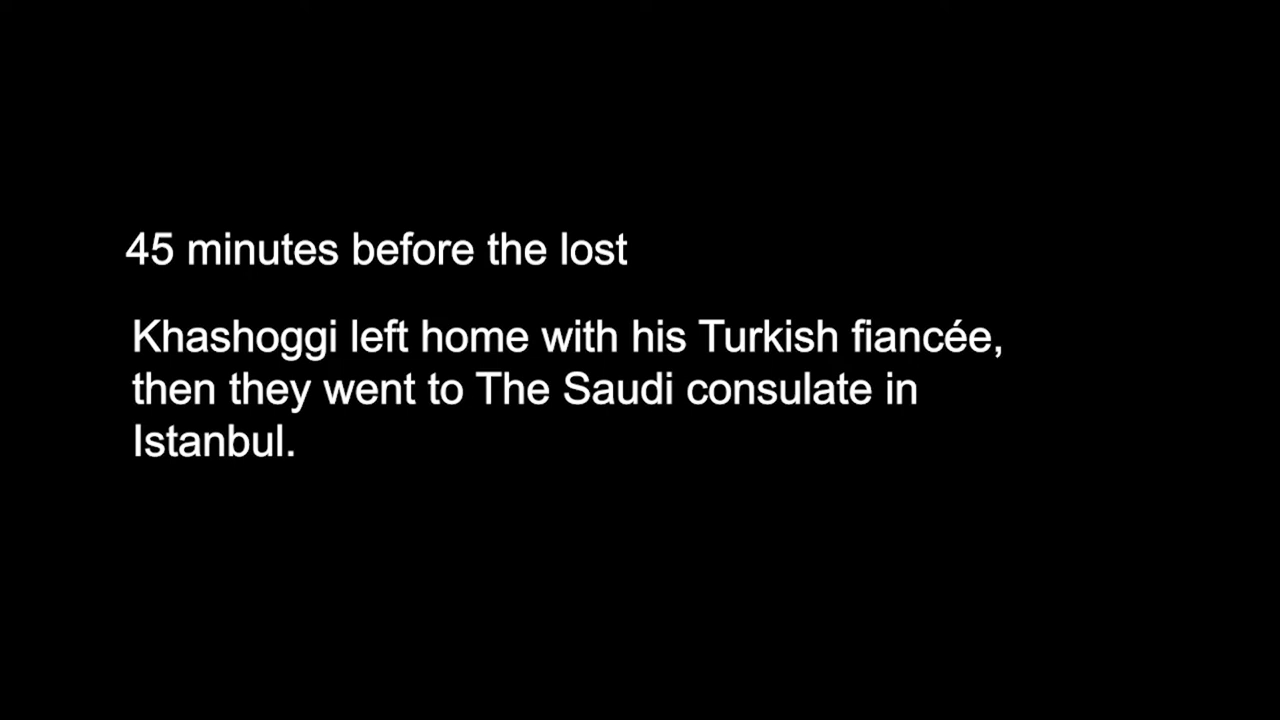 45 minutes before the lost
Khashoggi left home with his Turkish fiancée,
then they went to The Saudi consulate in
Istanbul.